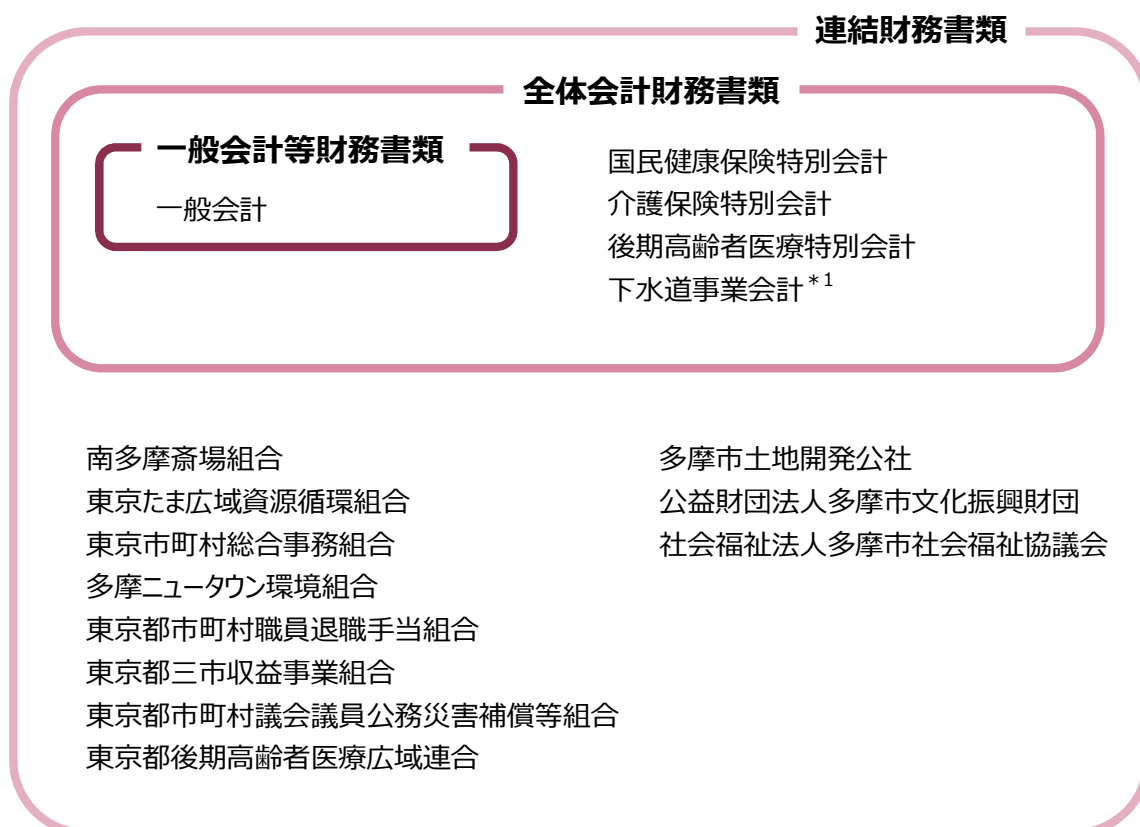 連結財務書類
全体会計財務書類
一般会計等財務書類
一般会計
国民健康保険特別会計
介護保険特別会計
後期高齢者医療特別会計
下水道事業会計*1
南多摩斎場組合
東京たま広域資源循環組合
東京市町村総合事務組合
多摩ニュータウン環境組合
東京都市町村職員退職手当組合
東京都三市収益事業組合
東京都市町村議会議員公務災害補償等組合
東京都後期高齢者医療広域連合
多摩市土地開発公社
公益財団法人多摩市文化振興財団
社会福祉法人多摩市社会福祉協議会